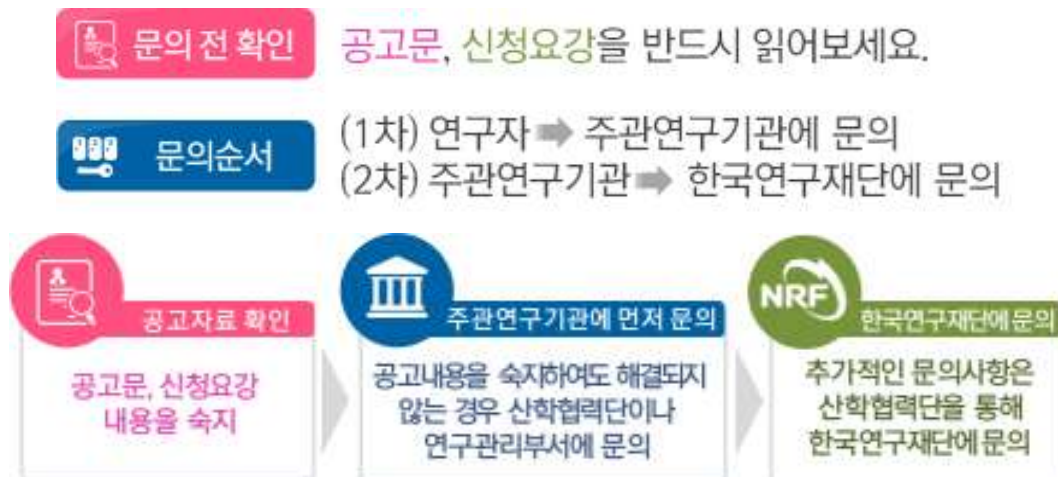 문의 전 확인 공고문, 신청요강을 반드시 읽어보세요.
문의순서
(1차) 연구자 ➡ 주관연구기관에 문의
(2차) 주관연구기관 ➡ 한국연구재단에 문의
공고자료 확인
공고문, 신청요강
내용을 숙지
주관연구기관에 먼저 문의
공고내용을 숙지하여도 해결되지
않는 경우 산학협력단이나
연구관리부서에 문의
NRF
한국연구재단에 문의
추가적인 문의사항은
산학협력단을 통해
한국연구재단에 문의